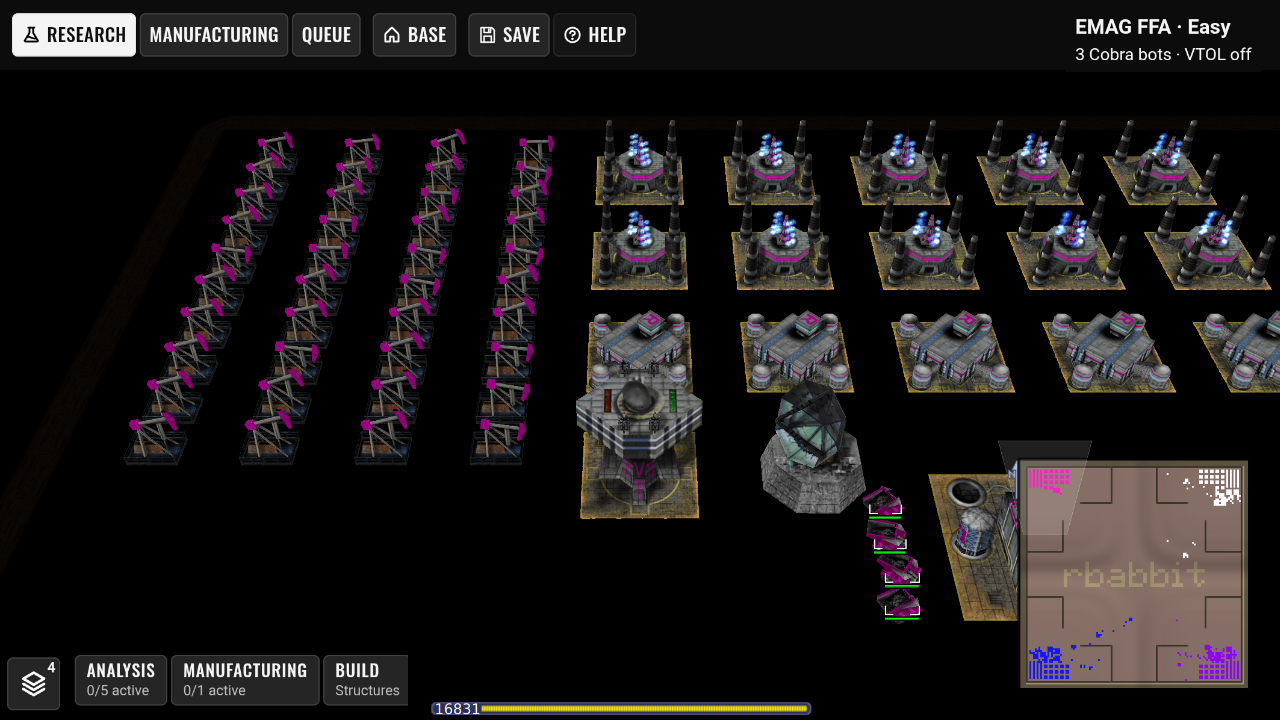 RESEARCH
MANUFACTURING
QUEUE
BASE
SAVE
HELP
EMAG FFA · Easy
3 Cobra bots · VTOL off
rbabbit
4
ANALYSIS
0/5 active
MANUFACTURING
0/1 active
BUILD
Structures
16831